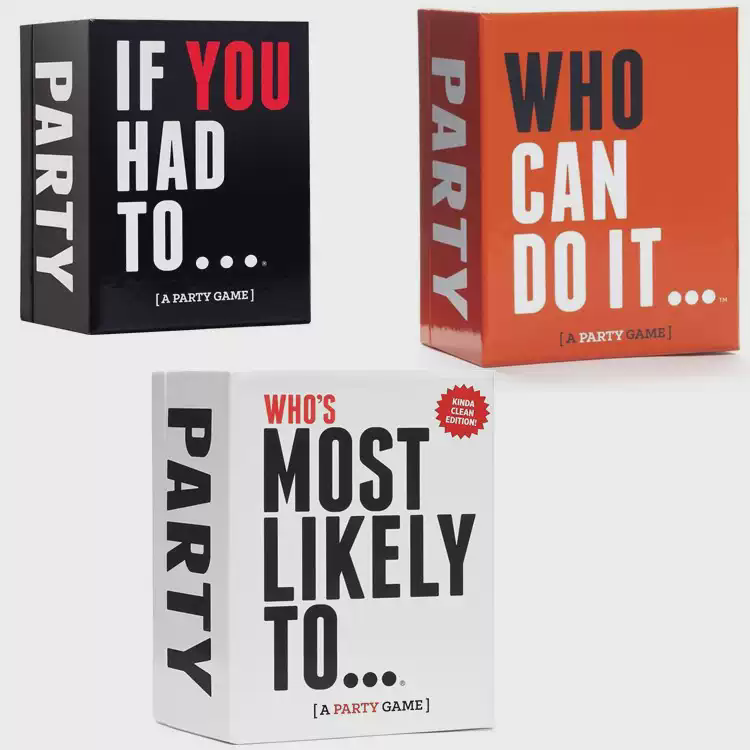 PARTY
IF YOU
HAD
TO...®
[A PARTY GAME]
PARTY
WHO
CAN
DO IT...™
[A PARTY GAME]
PARTY
WHO'S
MOST
LIKELY
TO...®
[A PARTY GAME]
KINDA
CLEAN
EDITION!